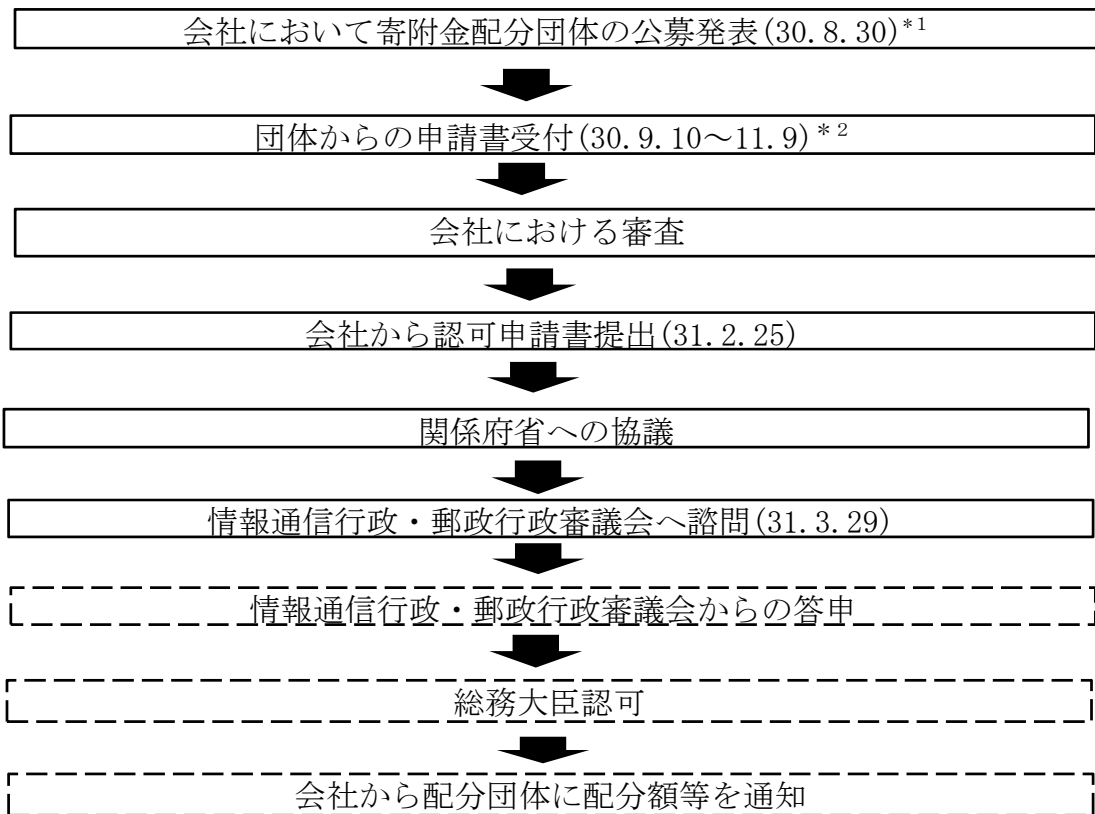 会社において寄附金配分団体の公募発表(30.8.30)*1
団体からの申請書受付(30.9.10～11.9)*2
会社における審査
会社から認可申請書提出(31.2.25)
関係府省への協議
情報通信行政・郵政行政審議会へ諮問(31.3.29)
情報通信行政・郵政行政審議会からの答申
総務大臣認可
会社から配分団体に配分額等を通知